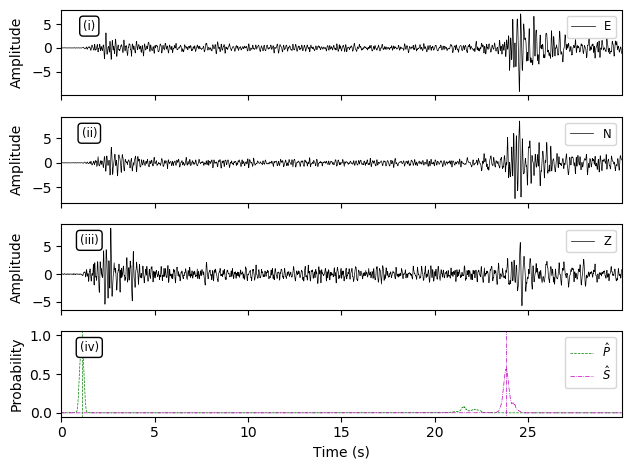 Amplitude
5
0
−5
(i)
E
Amplitude
5
0
−5
(ii)
N
Amplitude
5
0
−5
(iii)
Z
Probability
1.0
0.5
0.0
(iv)
P̂
Ŝ
0 5 10 15 20 25
Time (s)